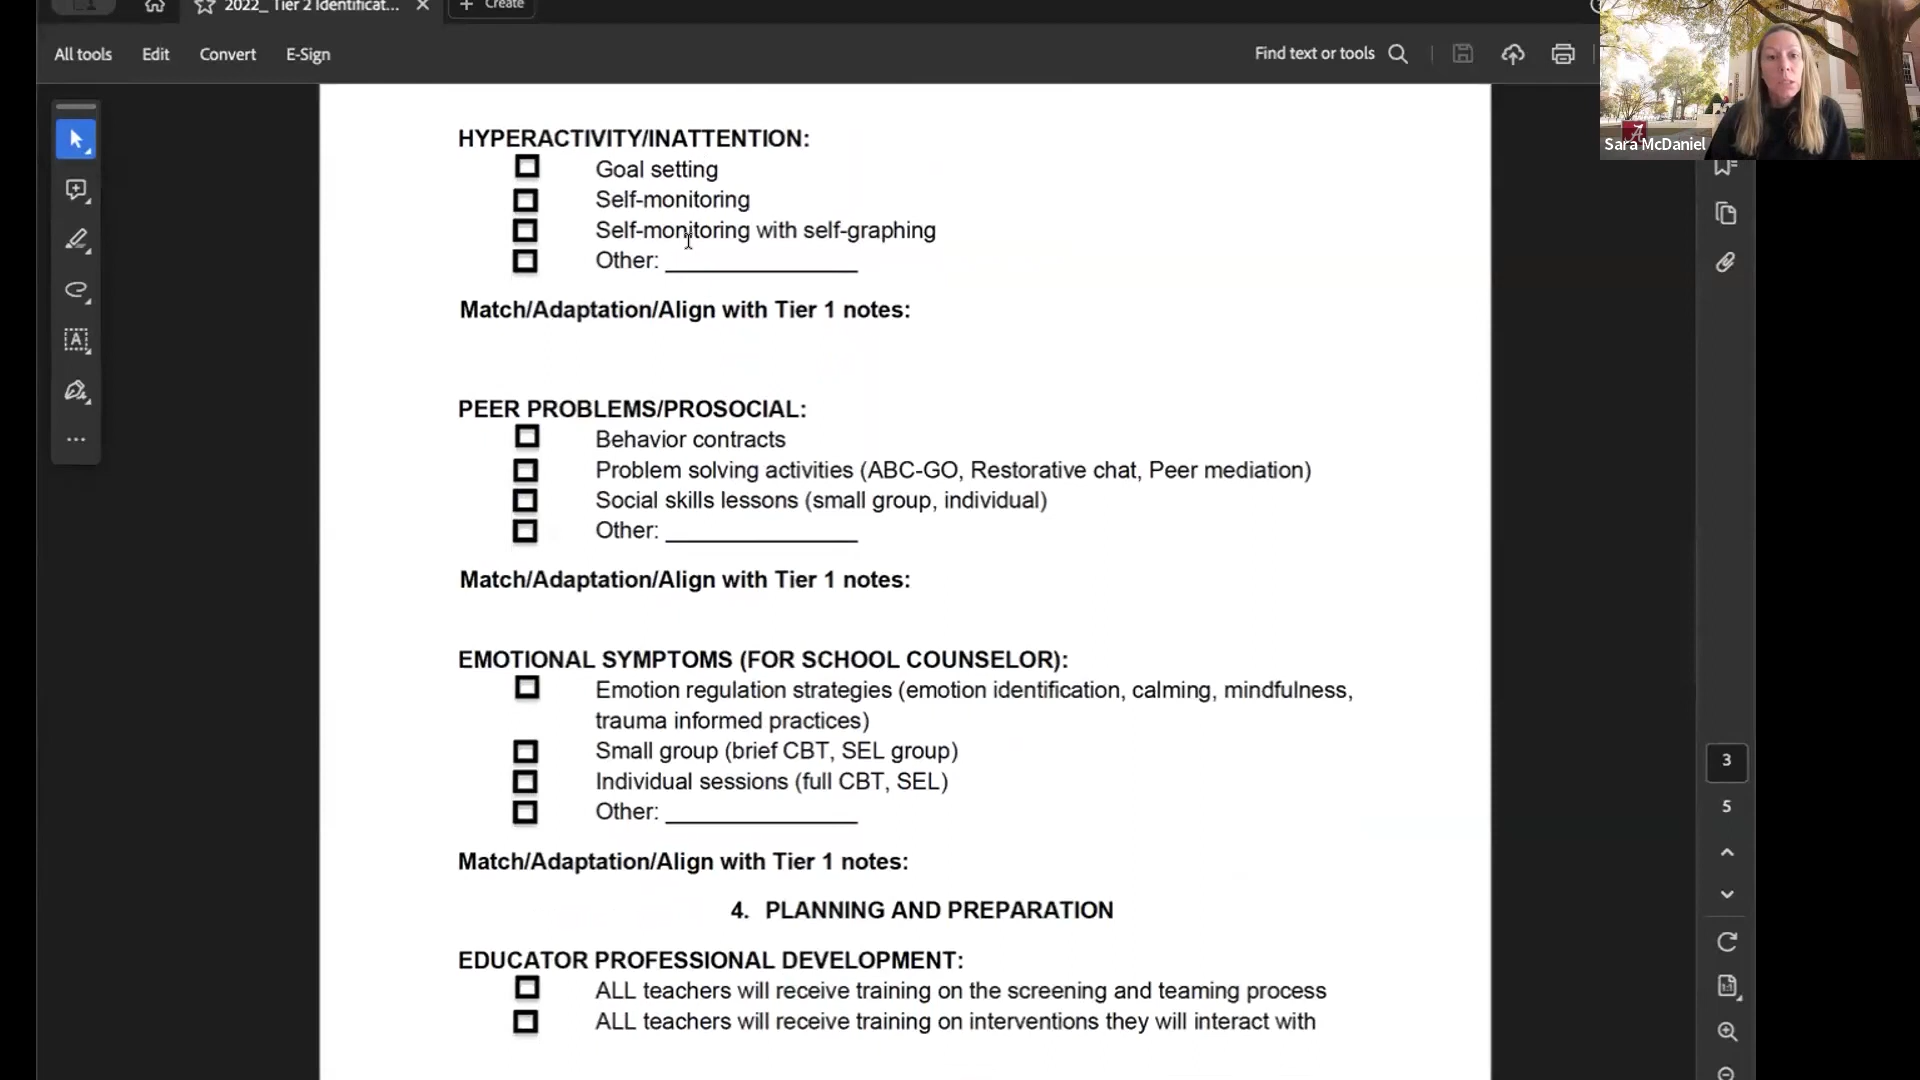 2022_ Tier 2 Identificat...
Create
All tools
Edit
Convert
E-Sign
Find text or tools
Sara McDaniel
A
HYPERACTIVITY/INATTENTION:
Goal setting
Self-monitoring
Self-monitoring with self-graphing
Other: _______________
Match/Adaptation/Align with Tier 1 notes:
PEER PROBLEMS/PROSOCIAL:
Behavior contracts
Problem solving activities (ABC-GO, Restorative chat, Peer mediation)
Social skills lessons (small group, individual)
Other: _______________
Match/Adaptation/Align with Tier 1 notes:
EMOTIONAL SYMPTOMS (FOR SCHOOL COUNSELOR):
Emotion regulation strategies (emotion identification, calming, mindfulness,
trauma informed practices)
Small group (brief CBT, SEL group)
Individual sessions (full CBT, SEL)
Other: _______________
Match/Adaptation/Align with Tier 1 notes:
4. PLANNING AND PREPARATION
EDUCATOR PROFESSIONAL DEVELOPMENT:
ALL teachers will receive training on the screening and teaming process
ALL teachers will receive training on interventions they will interact with
3
5